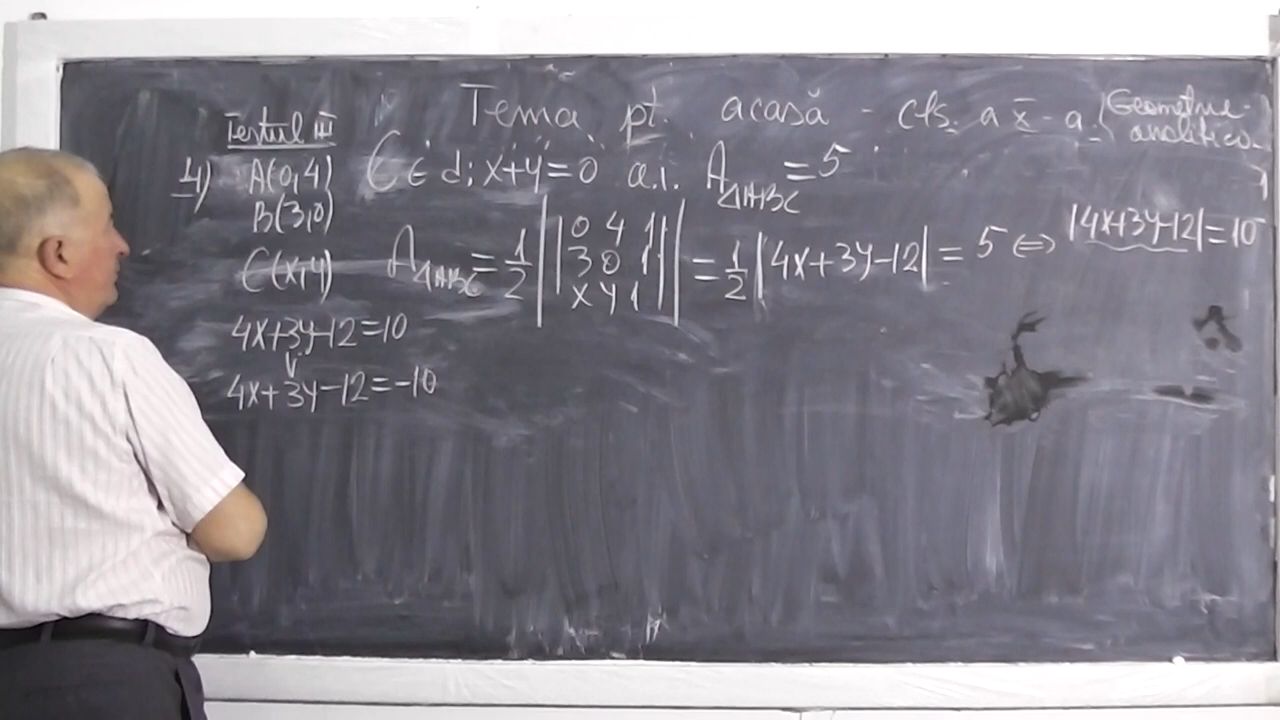 Tema pt. acasă - cls. a x̄-a (Geometrie analitică)
Testul III
4) A(0,4) C ∈ d: x+y=0 a.i. A△ABC = 5
B(3,0)
C(x,y) A△ABC = 1/2 ||0 4 1; 3 0 1; x y 1|| = 1/2 |4x+3y-12| = 5 ⇔ |4x+3y-12|=10
4x+3y-12=10
v
4x+3y-12=-10